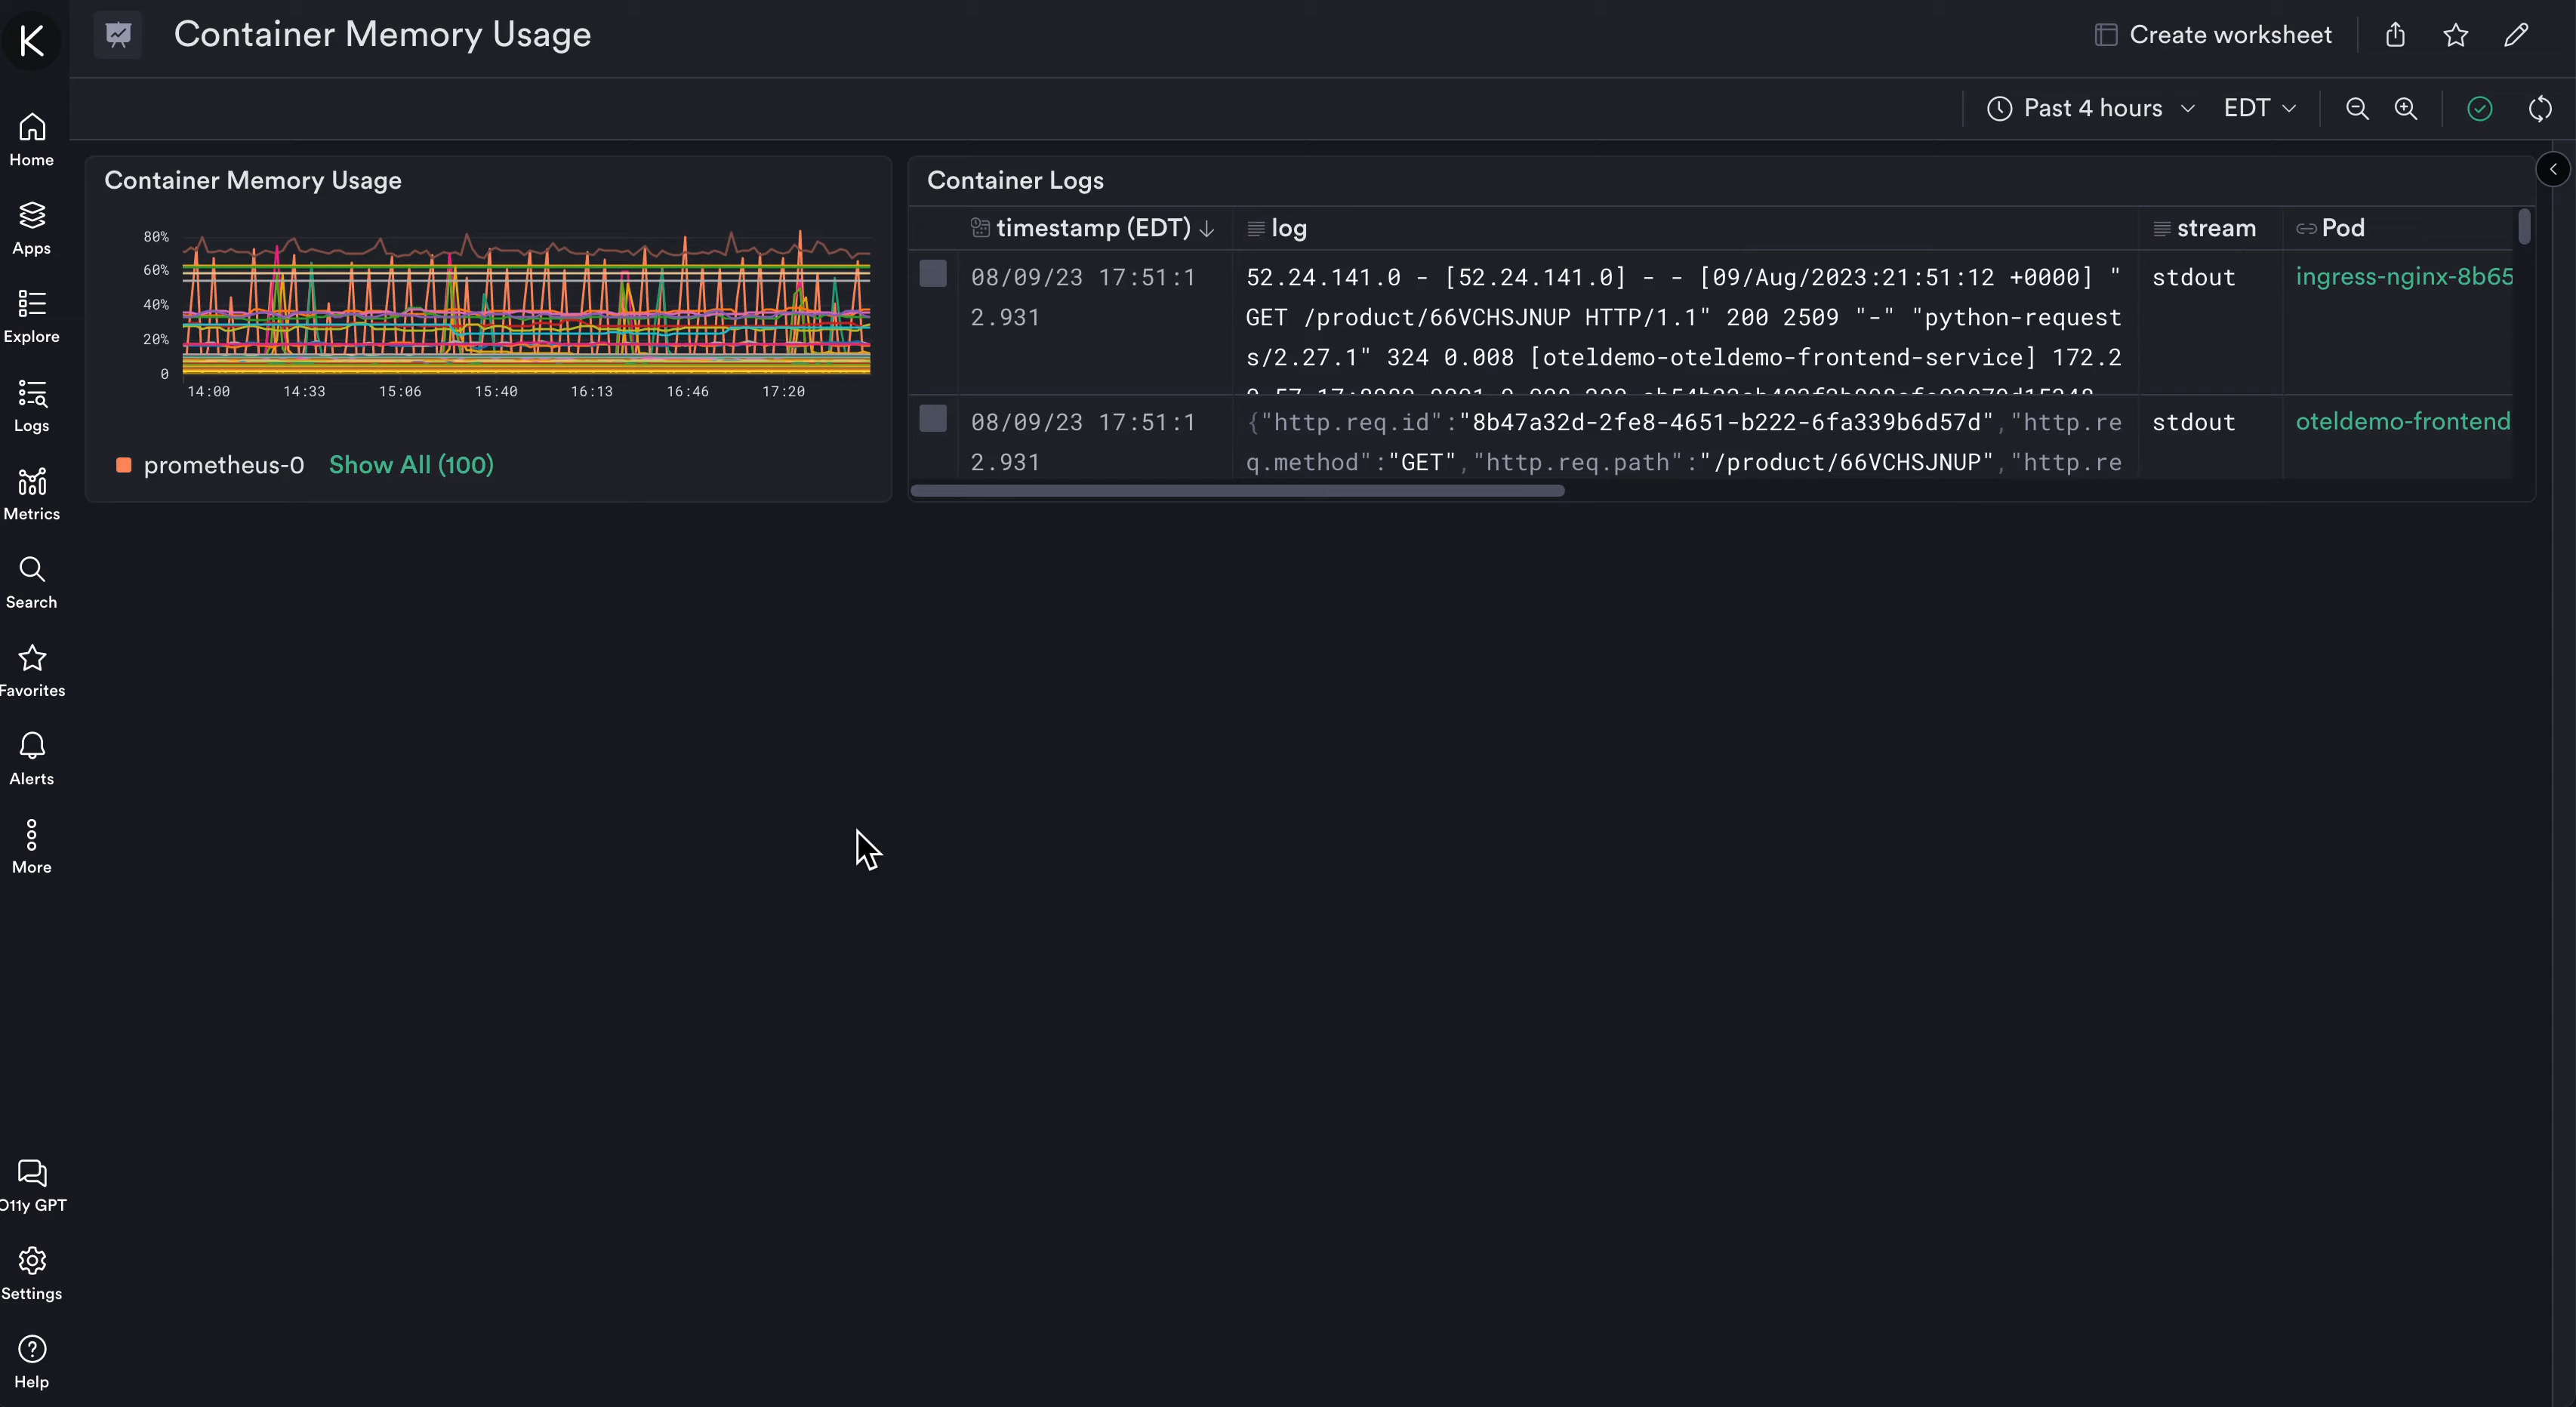 Container Memory Usage
Create worksheet
Past 4 hours
EDT
Home
Apps
Explore
Logs
Metrics
Search
Favorites
Alerts
More
O11y GPT
Settings
Help
Container Memory Usage
80%
60%
40%
20%
0
14:00 14:33 15:06 15:40 16:13 16:46 17:20
prometheus-0 Show All (100)
Container Logs
timestamp (EDT) log stream Pod
08/09/23 17:51:1
2.931
52.24.141.0 - [52.24.141.0] - - [09/Aug/2023:21:51:12 +0000] "
GET /product/66VCHSJNUP HTTP/1.1" 200 2509 "-" "python-request
s/2.27.1" 324 0.008 [oteldemo-oteldemo-frontend-service] 172.2
stdout
ingress-nginx-8b65
08/09/23 17:51:1
2.931
{"http.req.id":"8b47a32d-2fe8-4651-b222-6fa339b6d57d","http.re
q.method":"GET","http.req.path":"/product/66VCHSJNUP","http.re
stdout
oteldemo-frontend